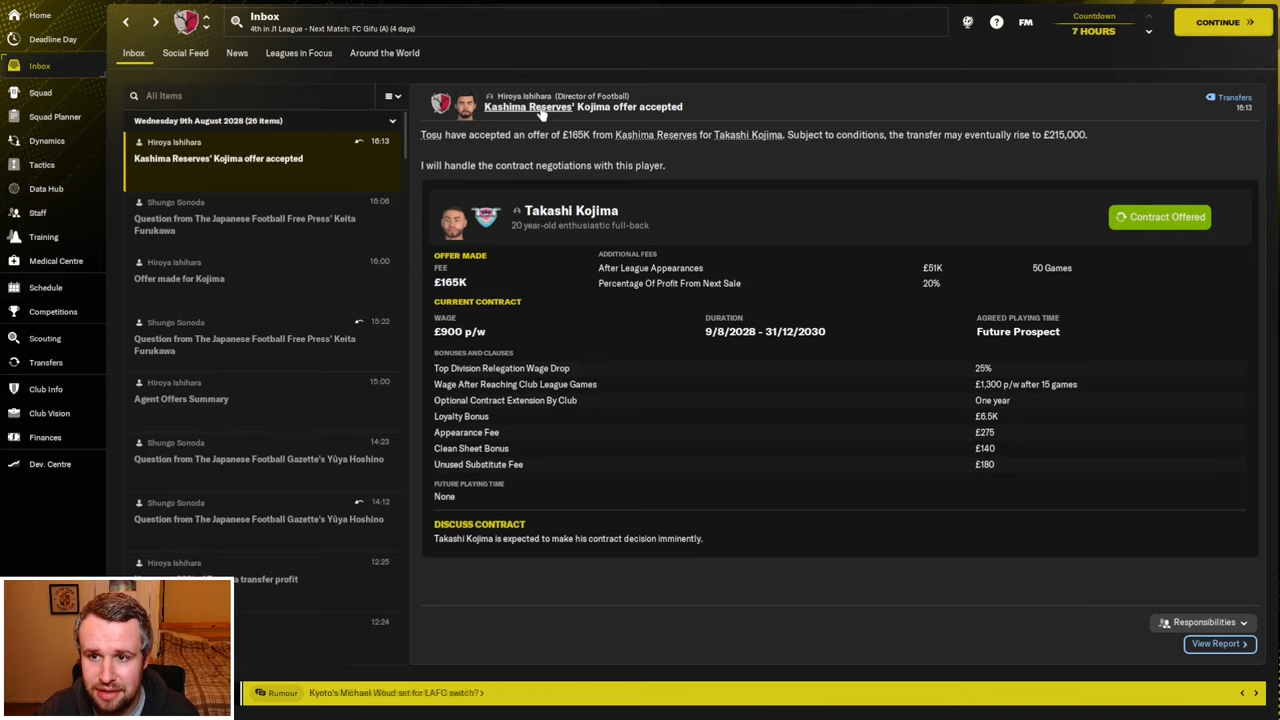 Home
Deadline Day
Inbox
Squad
Squad Planner
Dynamics
Tactics
Data Hub
Staff
Training
Medical Centre
Schedule
Competitions
Scouting
Transfers
Club Info
Club Vision
Finances
Dev. Centre
Inbox
4th in J1 League - Next Match: FC Gifu (A) (4 days)
FM
Countdown
7 HOURS
CONTINUE
Inbox
Social Feed
News
Leagues in Focus
Around the World
All Items
Wednesday 9th August 2028 (26 items)
Hiroya Ishihara
16:13
Kashima Reserves' Kojima offer accepted
Shungo Sonoda
16:06
Question from The Japanese Football Free Press' Keita
Furukawa
Hiroya Ishihara
16:00
Offer made for Kojima
Shungo Sonoda
15:22
Question from The Japanese Football Free Press' Keita
Furukawa
Hiroya Ishihara
15:00
Agent Offers Summary
Shungo Sonoda
14:23
Question from The Japanese Football Gazette's Yûya Hoshino
Shungo Sonoda
14:12
Question from The Japanese Football Gazette's Yûya Hoshino
Hiroya Ishihara
12:25
transfer profit
12:24
Hiroya Ishihara (Director of Football)
Kashima Reserves' Kojima offer accepted
Transfers
16:13
Tosu have accepted an offer of £165K from Kashima Reserves for Takashi Kojima. Subject to conditions, the transfer may eventually rise to £215,000.
I will handle the contract negotiations with this player.
Takashi Kojima
20 year-old enthusiastic full-back
Contract Offered
OFFER MADE
FEE
£165K
ADDITIONAL FEES
After League Appearances
£51K
50 Games
Percentage Of Profit From Next Sale
20%
CURRENT CONTRACT
WAGE
£900 p/w
DURATION
9/8/2028 - 31/12/2030
AGREED PLAYING TIME
Future Prospect
BONUSES AND CLAUSES
Top Division Relegation Wage Drop
25%
Wage After Reaching Club League Games
£1,300 p/w after 15 games
Optional Contract Extension By Club
One year
Loyalty Bonus
£6.5K
Appearance Fee
£275
Clean Sheet Bonus
£140
Unused Substitute Fee
£180
FUTURE PLAYING TIME
None
DISCUSS CONTRACT
Takashi Kojima is expected to make his contract decision imminently.
Responsibilities
View Report
Rumour
Kyoto's Michael Woud set for LAFC switch?